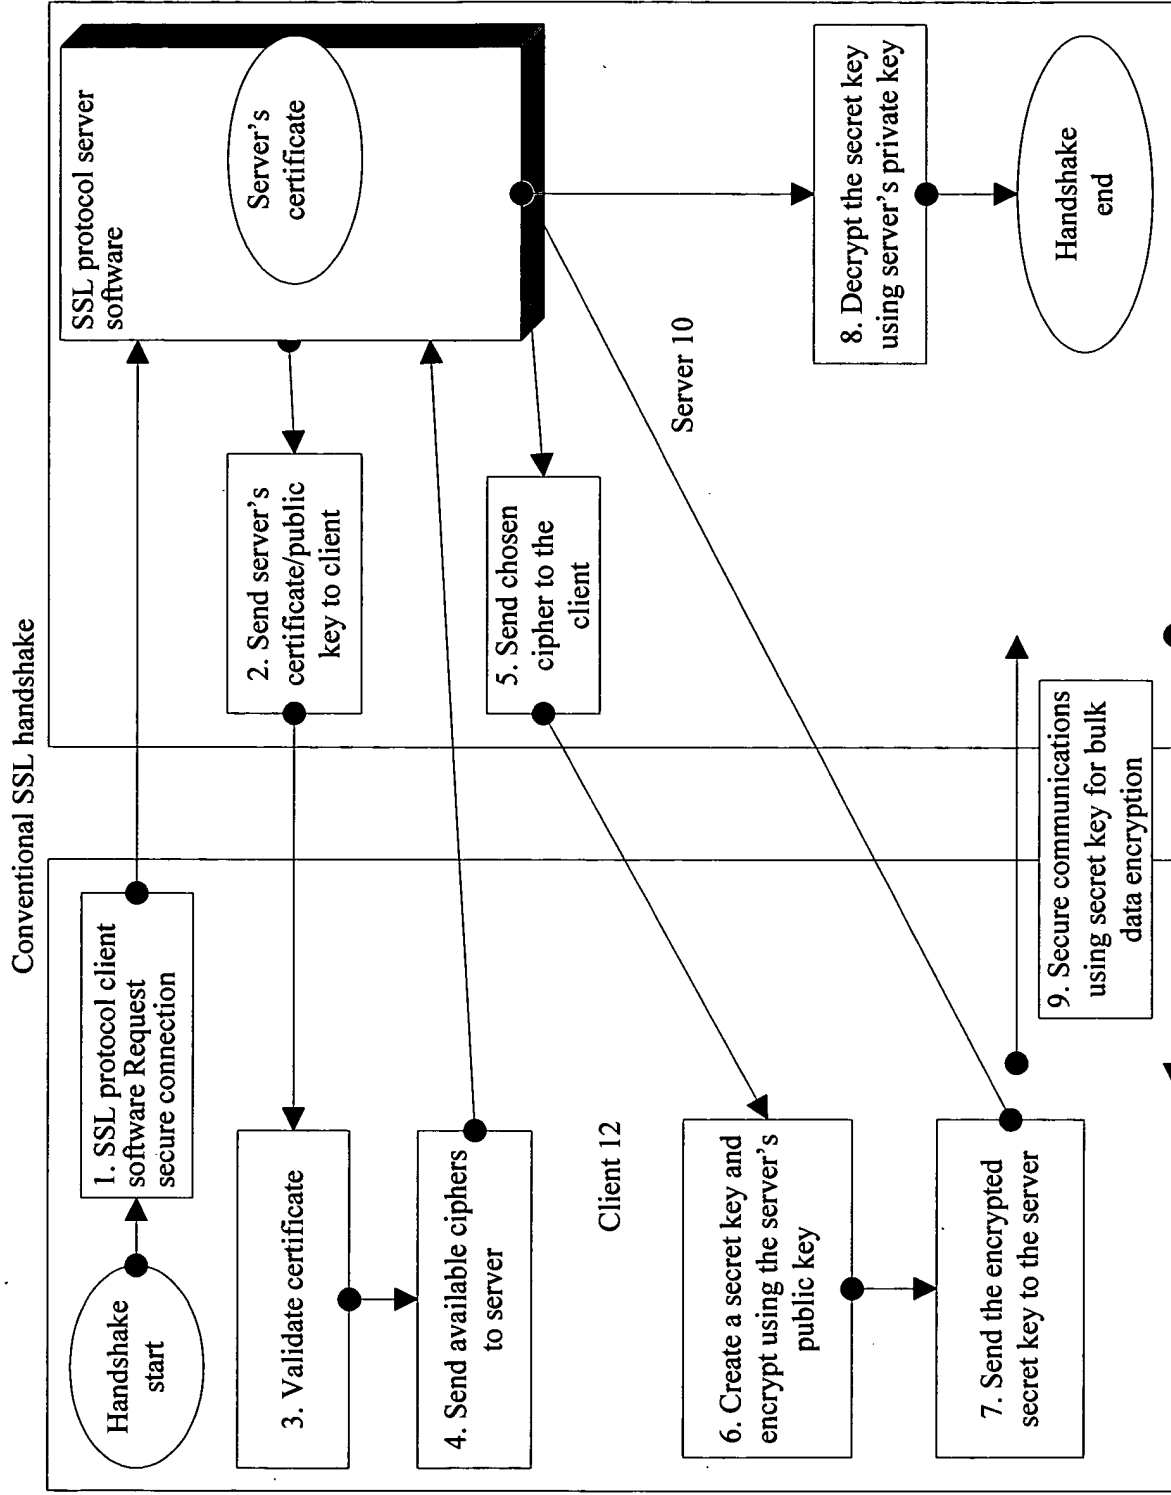 Conventional SSL handshake
Handshake
start
1. SSL protocol client
software Request
secure connection
SSL protocol server
software
Server's
certificate
2. Send server's
certificate/public
key to client
3. Validate certificate
4. Send available ciphers
to server
5. Send chosen
cipher to the
client
Client 12
Server 10
6. Create a secret key and
encrypt using the server's
public key
7. Send the encrypted
secret key to the server
8. Decrypt the secret key
using server's private key
Handshake
end
9. Secure communications
using secret key for bulk
data encryption